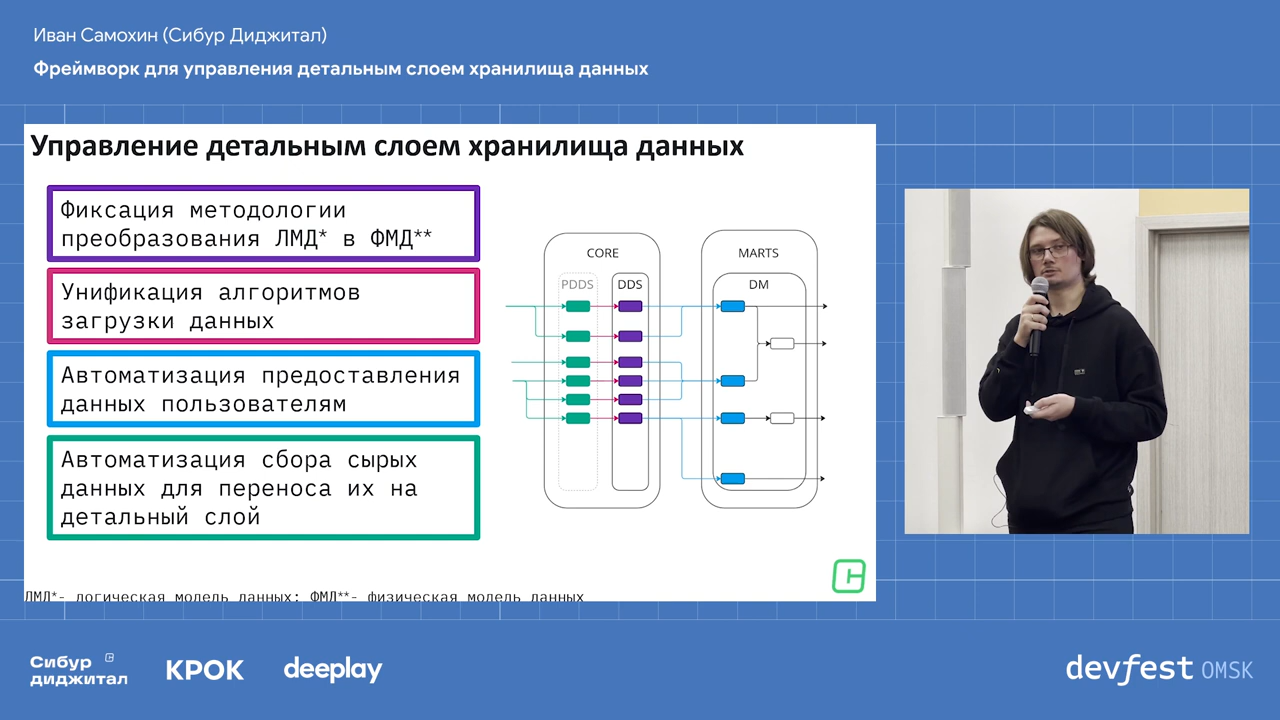 Иван Самохин (Сибур Диджитал)
Фреймворк для управления детальным слоем хранилища данных
Управление детальным слоем хранилища данных
Фиксация методологии
преобразования ЛМД* в ФМД**
Унификация алгоритмов
загрузки данных
Автоматизация предоставления
данных пользователям
Автоматизация сбора сырых
данных для переноса их на
детальный слой
CORE
PDDS
DDS
MARTS
DM
ЛМД*- логическая модель данных; ФМД**- физическая модель данных
Сибур
диджитал
КРОК
deeplay
devfest OMSK